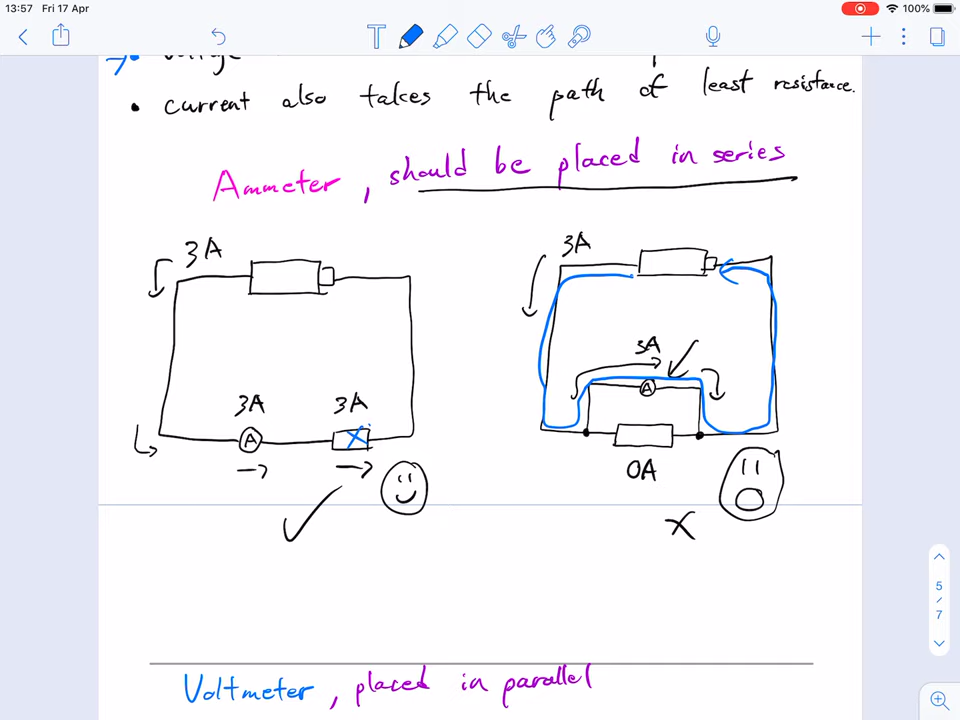 13:57 Fri 17 Apr 100%
• current also takes the path of least resistance.
Ammeter, should be placed in series
3A 3A
3A
A
3A 3A
A X
A
0A
X
5
/
7
Voltmeter, placed in parallel